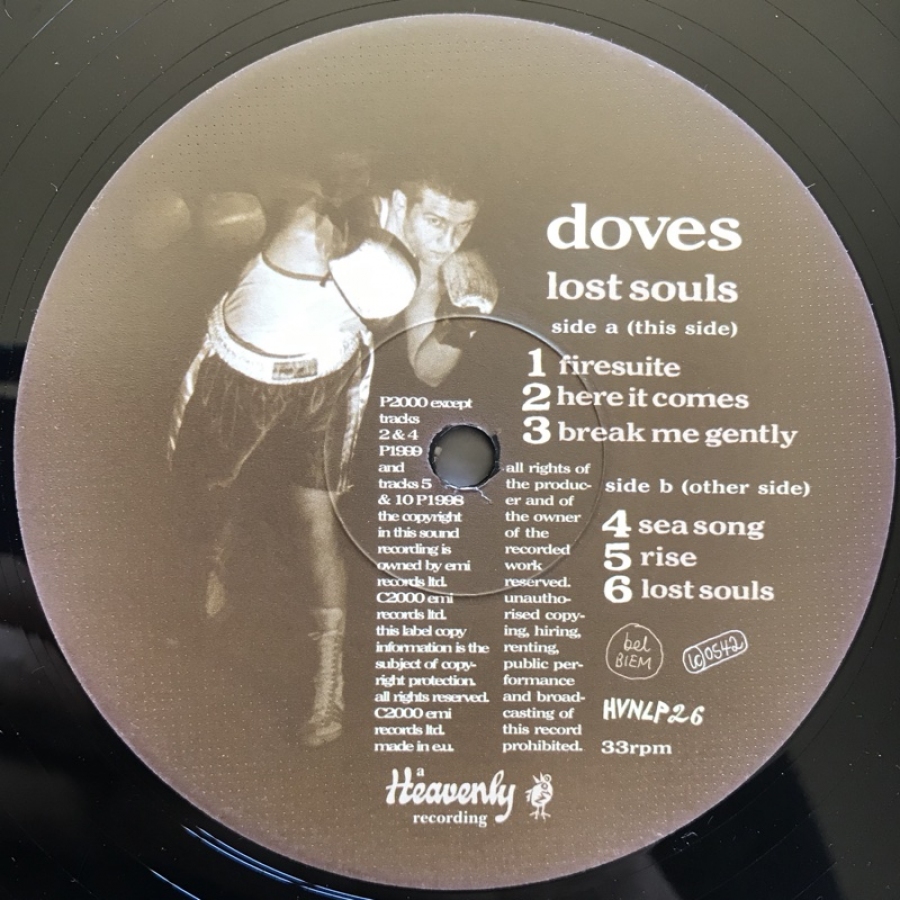 doves
lost souls
side a (this side)
1 firesuite
2 here it comes
3 break me gently
side b (other side)
4 sea song
5 rise
6 lost souls
P2000 except
tracks
2 & 4
P1999
and
tracks 5
& 10 P1998
the copyright
in this sound
recording is
owned by emi
records ltd.
C2000 emi
records ltd.
this label copy
information is the
subject of copy-
right protection.
all rights reserved.
C2000 emi
records ltd.
made in e.u.
all rights of
the produc-
er and of
the owner
of the
recorded
work
reserved.
unautho-
rised copy-
ing, hiring,
renting,
public per-
formance
and broad-
casting of
this record
prohibited.
bel
BIEM
LC 0542
HVNLP26
33rpm
a
Heavenly
recording